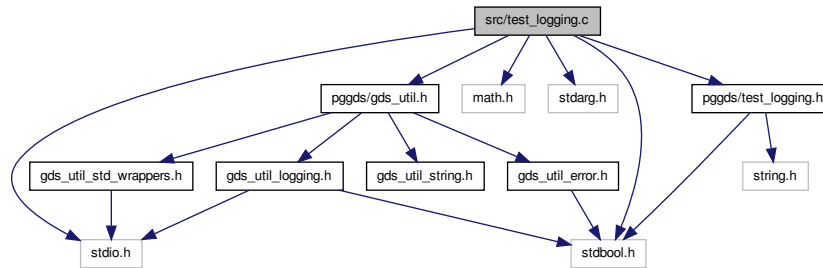 src/test_logging.c
pggds/gds_util.h
math.h
stdarg.h
pggds/test_logging.h
gds_util_std_wrappers.h
gds_util_logging.h
gds_util_string.h
gds_util_error.h
string.h
stdio.h
stdbool.h